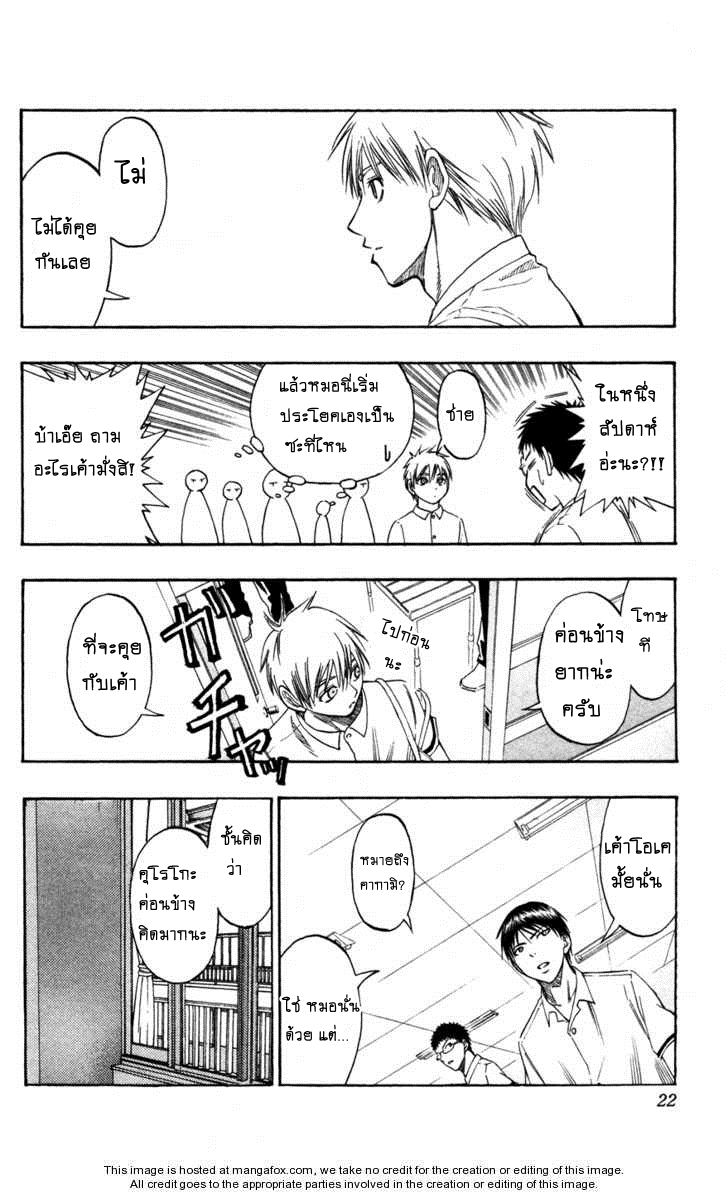 ไม่
ไม่ได้คุย
กันเลย
ในหนึ่ง
สัปดาห์
อ่ะนะ?!!
ช่าย
แล้วหมอนี่เริ่ม
ประโยคเองเป็น
ซะที่ไหน
บ้าเอ๊ย ถาม
อะไรเค้ามั่งสิ!
โทษ
ที
ค่อนข้าง
ยากน่ะ
ครับ
ไปก่อน
นะ
ガ
チャッ
ที่จะคุย
กับเค้า
เค้าโอเค
มั้ยนั่น
หมายถึง
คากามิ?
ใช่ หมอนั่น
ด้วย แต่...
ชั้นคิด
ว่า
คุโรโกะ
ค่อนข้าง
คิดมากนะ
22
This image is hosted at mangafox.com, we take no credit for the creation or editing of this image.
All credit goes to the appropriate parties involved in the creation or editing of this image.